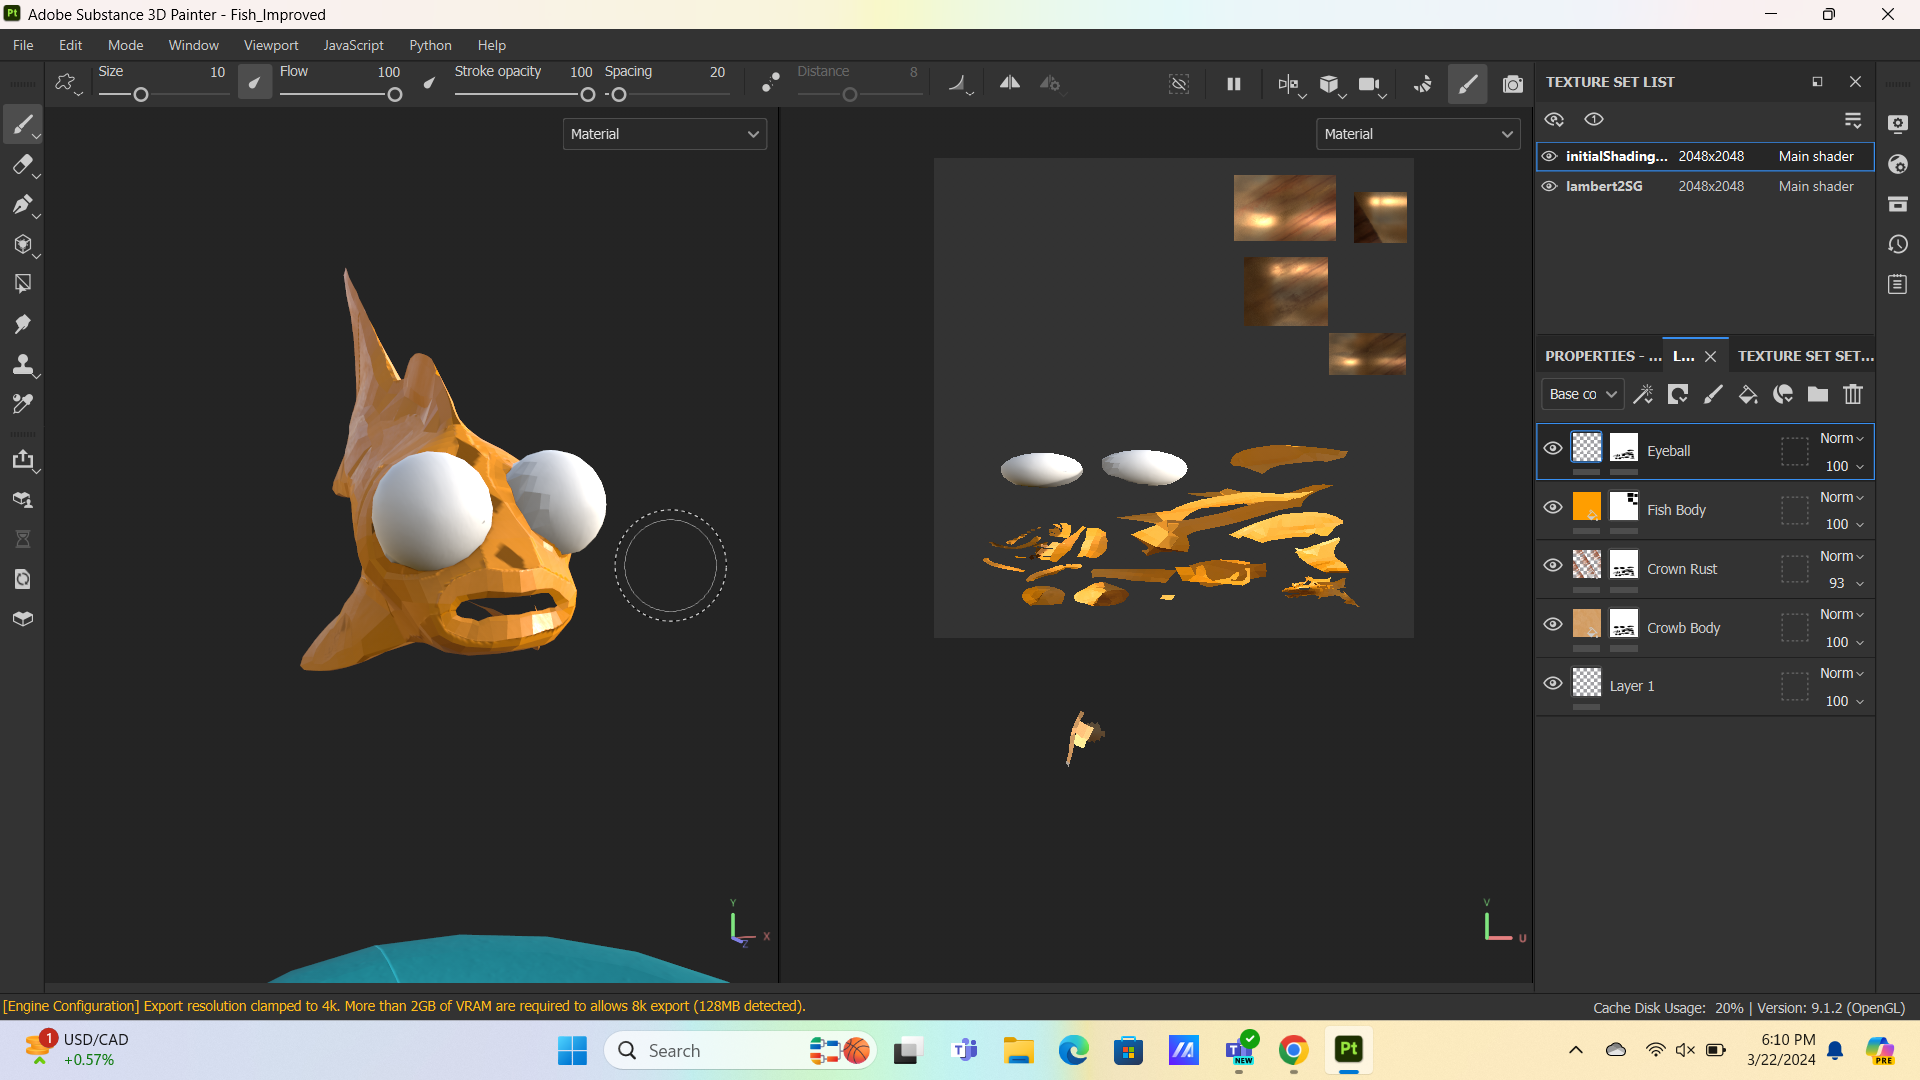 Pt Adobe Substance 3D Painter - Fish_Improved
File Edit Mode Window Viewport JavaScript Python Help
Size 10 Flow 100 Stroke opacity 100 Spacing 20 Distance 8
Material
Material
TEXTURE SET LIST
initialShading... 2048x2048 Main shader
lambert2SG 2048x2048 Main shader
PROPERTIES - ... L... TEXTURE SET SET...
Base co
Eyeball Norm 100
Fish Body Norm 100
Crown Rust Norm 93
Crowb Body Norm 100
Layer 1 Norm 100
Y X Z
V U
[Engine Configuration] Export resolution clamped to 4k. More than 2GB of VRAM are required to allows 8k export (128MB detected).
Cache Disk Usage: 20% | Version: 9.1.2 (OpenGL)
1 USD/CAD
+0.57%
Search
NEW
Pt
6:10 PM
3/22/2024
PRE